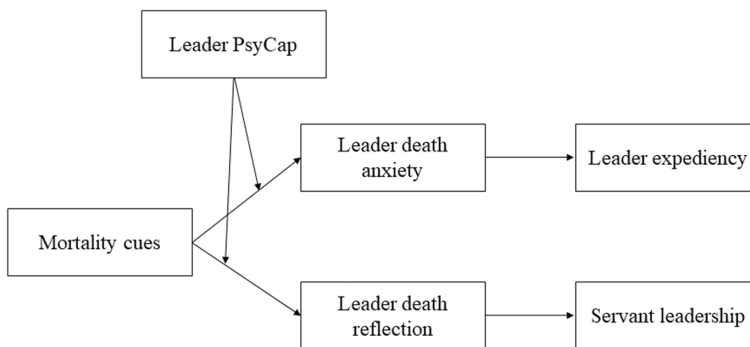 Leader PsyCap
Leader death
anxiety
Leader expediency
Mortality cues
Leader death
reflection
Servant leadership